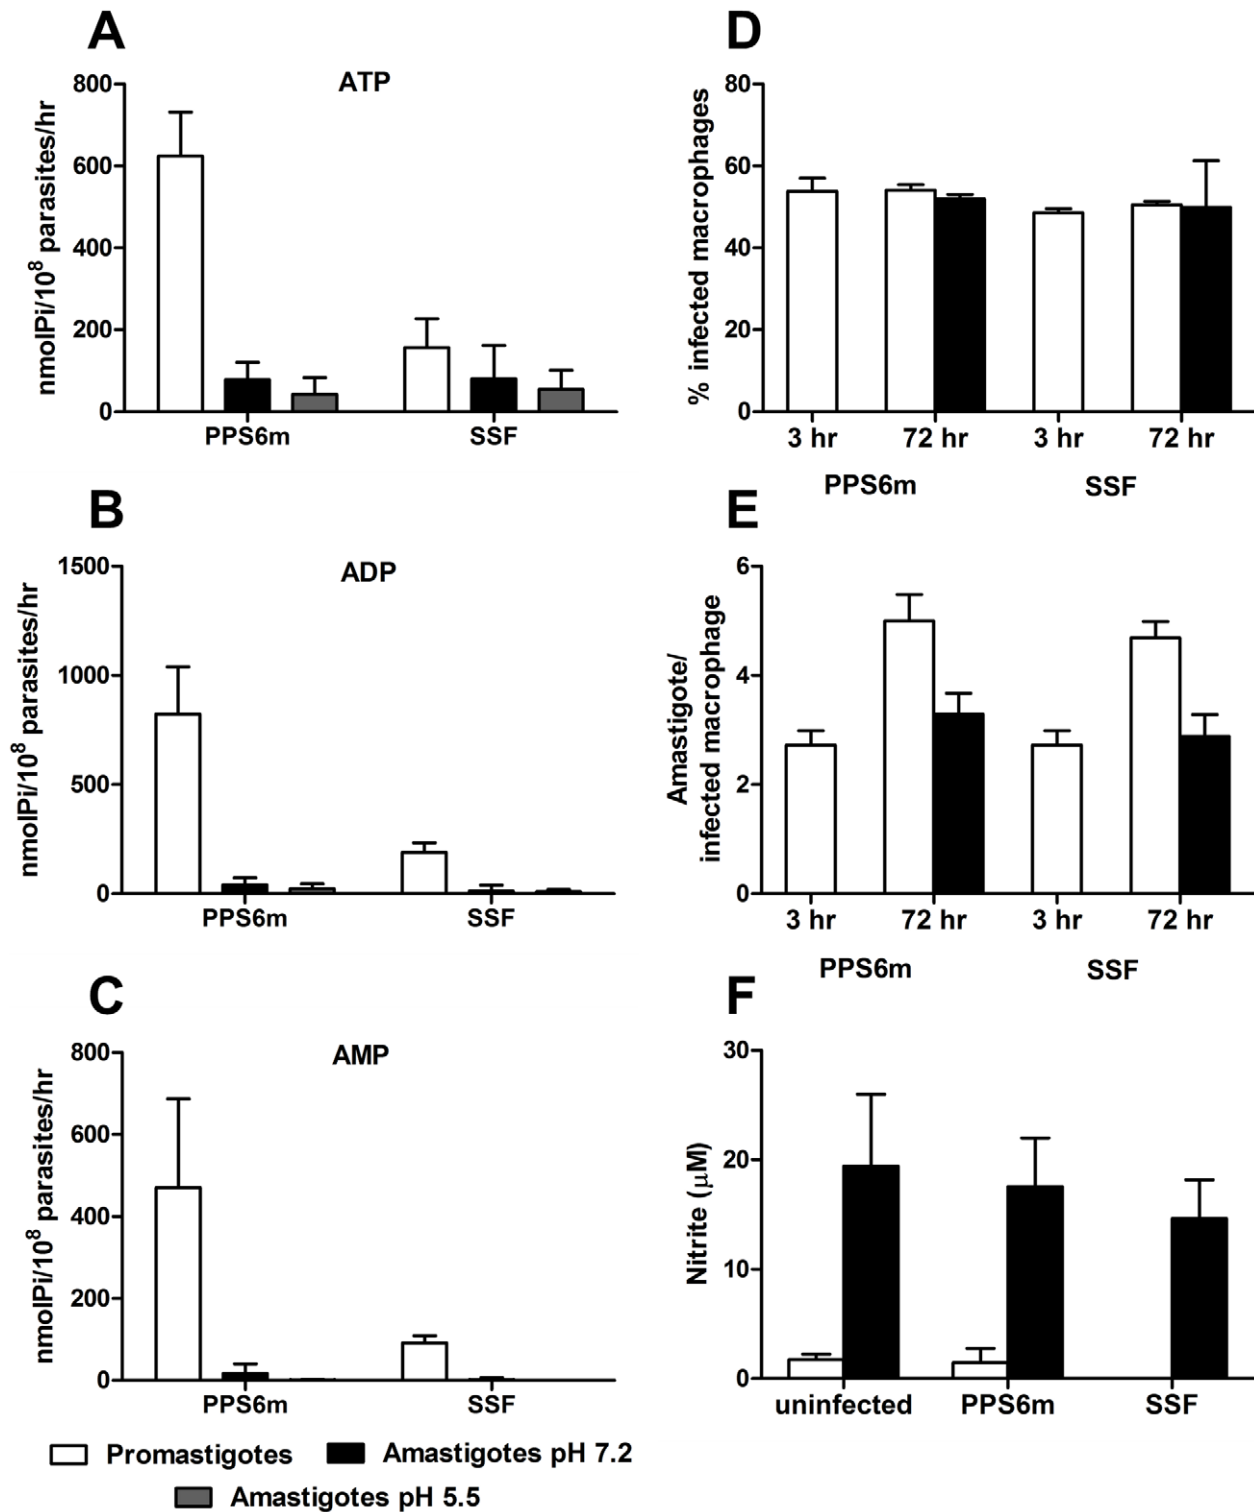 A
ATP
nmolPi/10⁸ parasites/hr
800
600
400
200
0
PPS6m
SSF
B
ADP
nmolPi/10⁸ parasites/hr
1500
1000
500
0
PPS6m
SSF
C
AMP
nmolPi/10⁸ parasites/hr
800
600
400
200
0
PPS6m
SSF
Promastigotes
Amastigotes pH 7.2
Amastigotes pH 5.5
D
% infected macrophages
80
60
40
20
0
3 hr
72 hr
3 hr
72 hr
PPS6m
SSF
E
Amastigote/
infected macrophage
6
4
2
0
3 hr
72 hr
3 hr
72 hr
PPS6m
SSF
F
Nitrite (μM)
30
20
10
0
uninfected
PPS6m
SSF